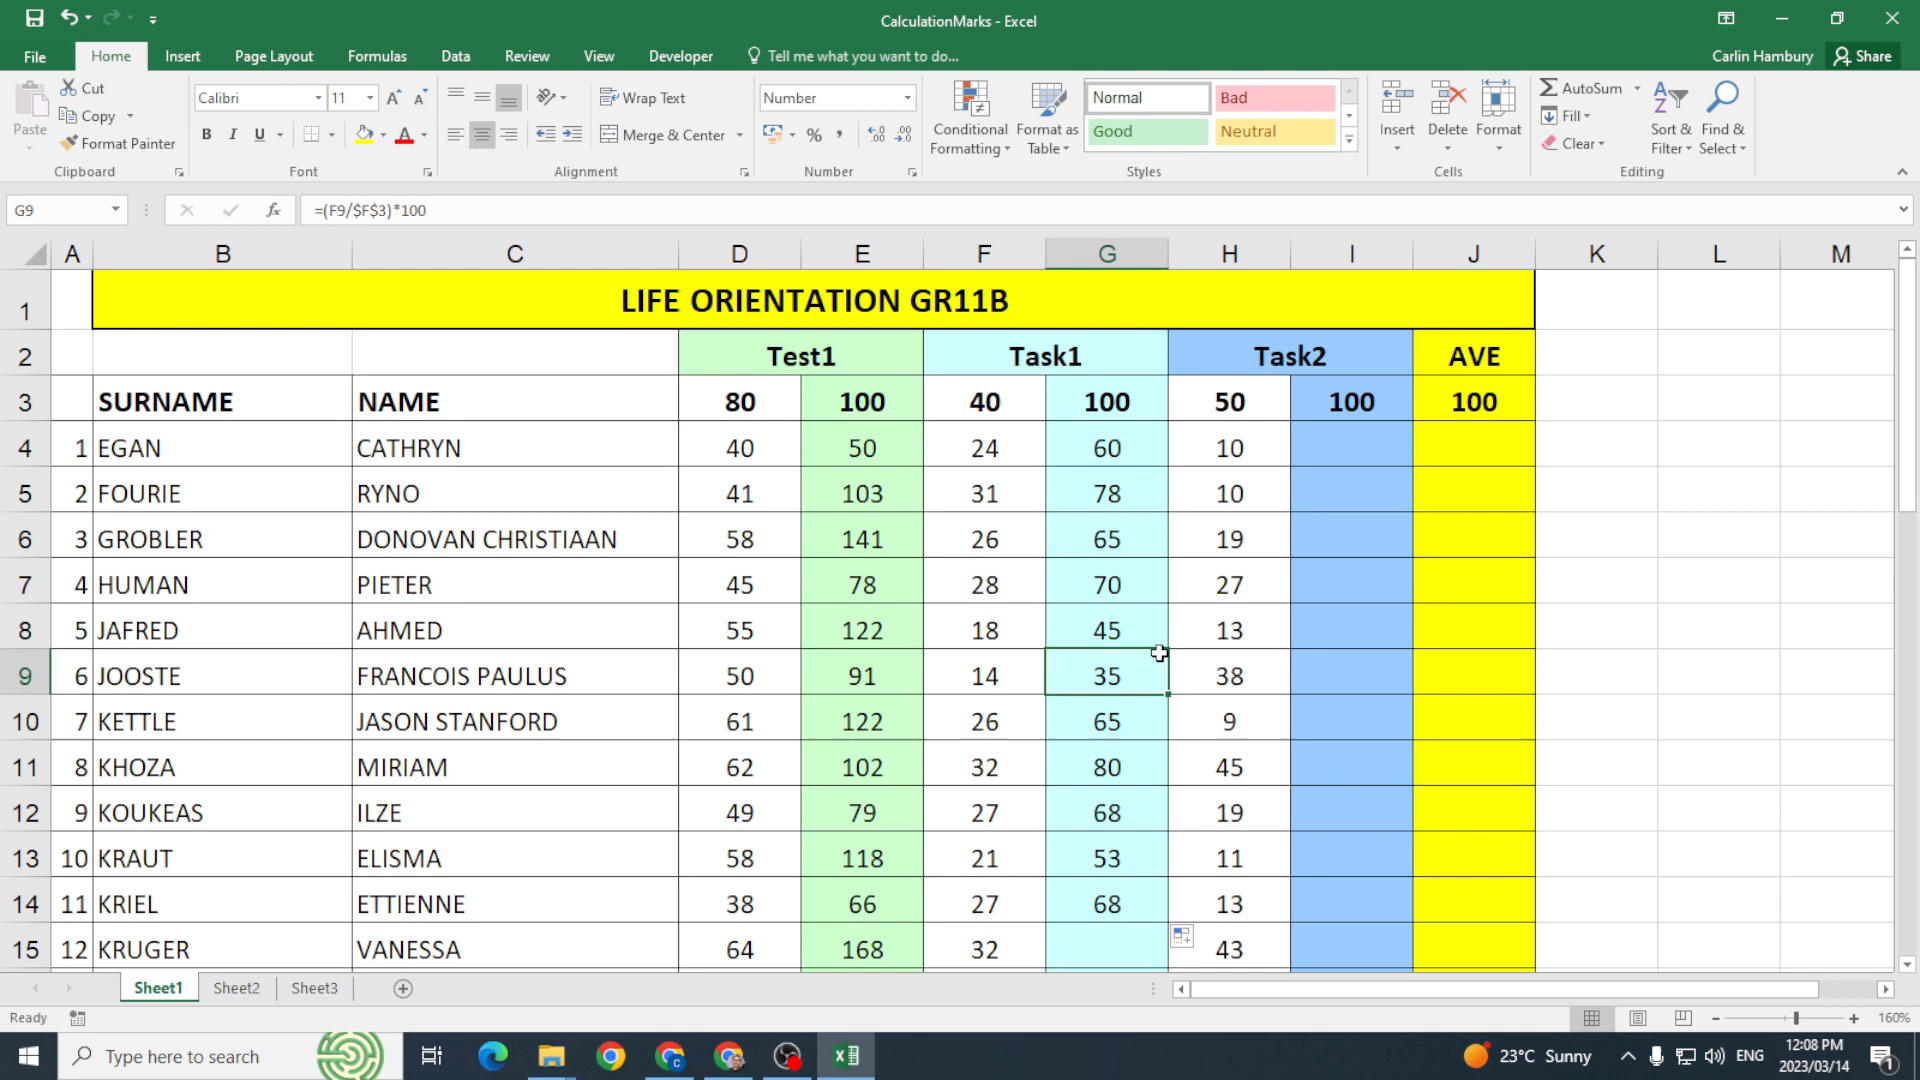 CalculationMarks - Excel
File Home Insert Page Layout Formulas Data Review View Developer Tell me what you want to do... Carlin Hambury Share
Paste Cut Copy Format Painter Clipboard
Calibri 11 B I U A Font
Wrap Text Merge & Center Alignment
Number % Number
Conditional Formatting Format as Table Normal Bad Good Neutral Styles
Insert Delete Format Cells
AutoSum Fill Clear Sort & Filter Find & Select Editing
G9 fx =(F9/$F$3)*100
A B C D E F G H I J K L M
1 LIFE ORIENTATION GR11B
2 Test1 Task1 Task2 AVE
3 SURNAME NAME 80 100 40 100 50 100 100
4 1 EGAN CATHRYN 40 50 24 60 10
5 2 FOURIE RYNO 41 103 31 78 10
6 3 GROBLER DONOVAN CHRISTIAAN 58 141 26 65 19
7 4 HUMAN PIETER 45 78 28 70 27
8 5 JAFRED AHMED 55 122 18 45 13
9 6 JOOSTE FRANCOIS PAULUS 50 91 14 35 38
10 7 KETTLE JASON STANFORD 61 122 26 65 9
11 8 KHOZA MIRIAM 62 102 32 80 45
12 9 KOUKEAS ILZE 49 79 27 68 19
13 10 KRAUT ELISMA 58 118 21 53 11
14 11 KRIEL ETTIENNE 38 66 27 68 13
15 12 KRUGER VANESSA 64 168 32 43
Sheet1 Sheet2 Sheet3
Ready 160%
Type here to search 23°C Sunny ENG 12:08 PM
2023/03/14 1